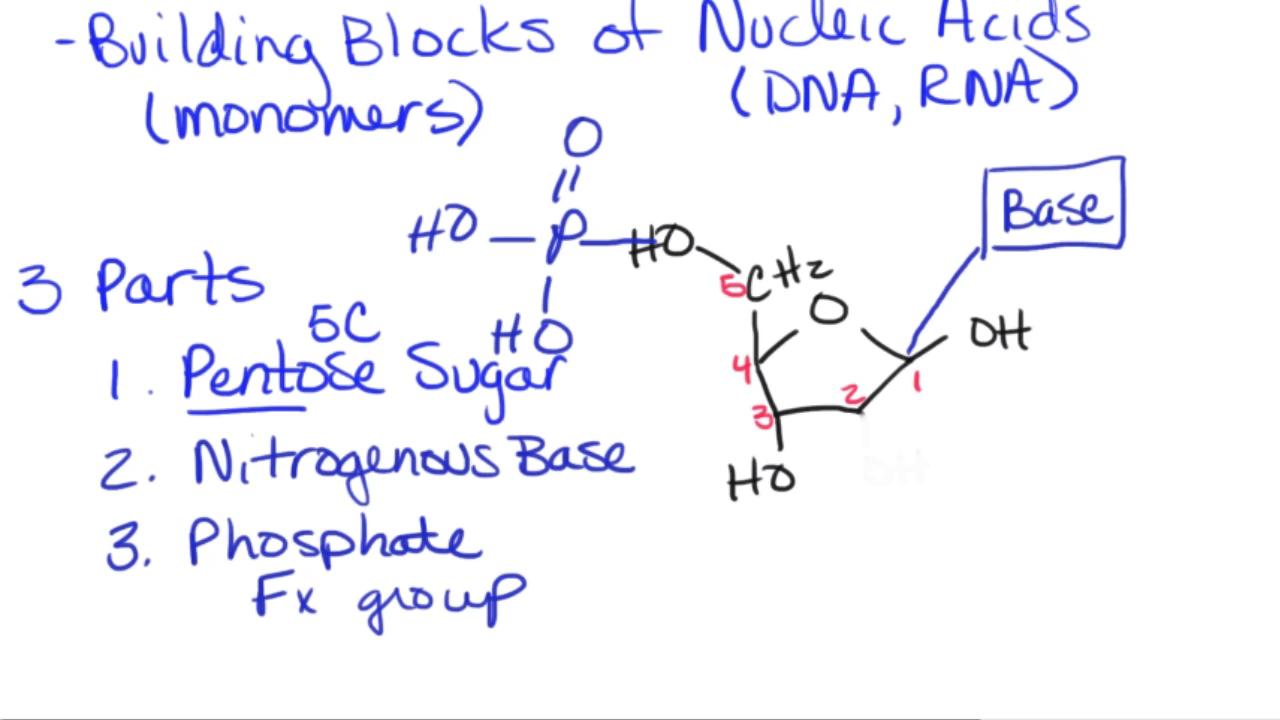 -Building Blocks of Nucleic Acids
(monomers) (DNA, RNA)
O
||
HO — P — HO
CH2
5
Base
3 Parts
HO
O
OH
5C
1. Pentose Sugar
4
1
2
3
HO
OH
2. Nitrogenous Base
3. Phosphate
Fx group